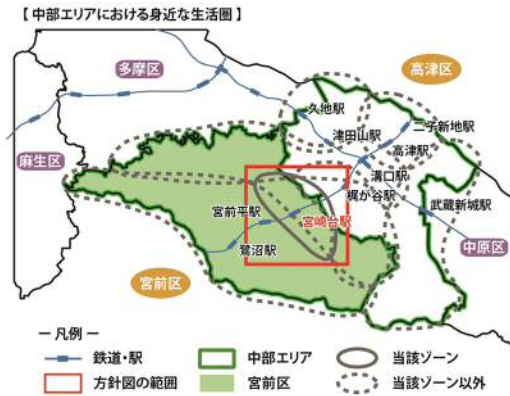 【 中部エリアにおける身近な生活圏 】
多摩区
高津区
久地駅
二子新地駅
津田山駅
高津駅
麻生区
溝口駅
梶が谷駅
武蔵新城駅
宮前平駅
宮崎台駅
鷺沼駅
中原区
宮前区
― 凡例 ―
鉄道・駅
中部エリア
当該ゾーン
方針図の範囲
宮前区
当該ゾーン以外